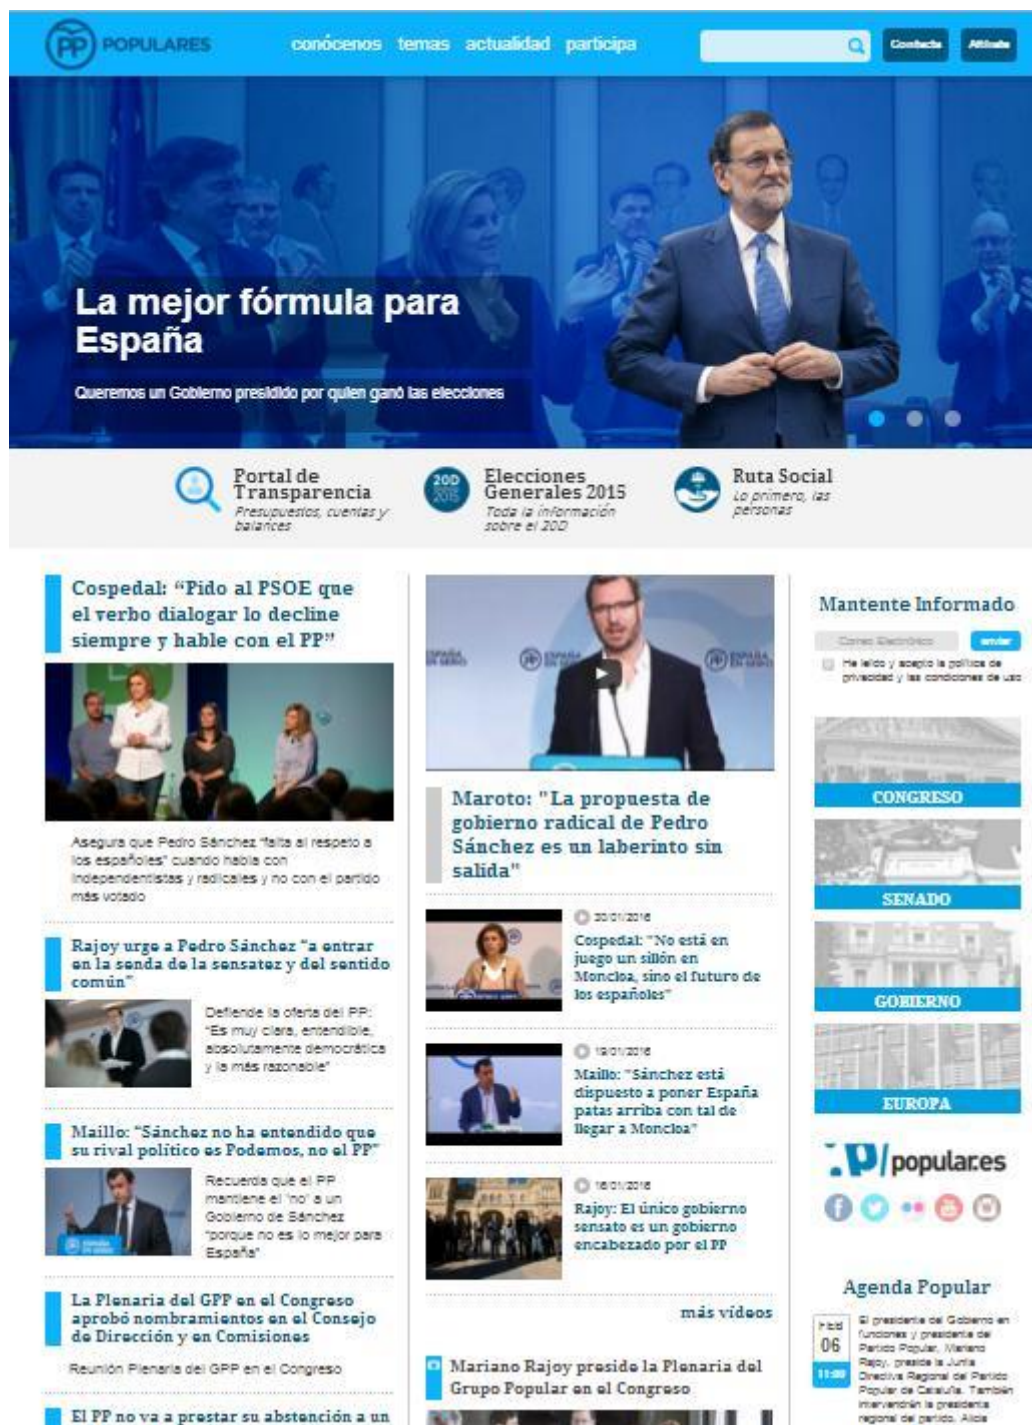 PP POPULARES
conócenos temas actualidad participa
Contacta
Afíliate
La mejor fórmula para
España
Queremos un Gobierno presidido por quien ganó las elecciones
Portal de
Transparencia
Presupuestos, cuentas y
balances
20D
2015
Elecciones
Generales 2015
Toda la información
sobre el 20D
Ruta Social
Lo primero, las
personas
Cospedal: “Pido al PSOE que
el verbo dialogar lo decline
siempre y hable con el PP”
Asegura que Pedro Sánchez “falta al respeto a
los españoles” cuando habla con
independentistas y radicales y no con el partido
más votado
Rajoy urge a Pedro Sánchez “a entrar
en la senda de la sensatez y del sentido
común”
Defiende la oferta del PP:
“Es muy clara, entendible,
absolutamente democrática
y la más razonable”
Maillo: “Sánchez no ha entendido que
su rival político es Podemos, no el PP”
Recuerda que el PP
mantiene el 'no' a un
Gobierno de Sánchez
“porque no es lo mejor para
España”
La Plenaria del GPP en el Congreso
aprobó nombramientos en el Consejo
de Dirección y en Comisiones
Reunión Plenaria del GPP en el Congreso
El PP no va a prestar su abstención a un
ESPAÑA
EN SERIO
Maroto: "La propuesta de
gobierno radical de Pedro
Sánchez es un laberinto sin
salida"
20/01/2016
Cospedal: "No está en
juego un sillón en
Moncloa, sino el futuro de
los españoles"
19/01/2016
Maillo: "Sánchez está
dispuesto a poner España
patas arriba con tal de
llegar a Moncloa"
16/01/2016
Rajoy: El único gobierno
sensato es un gobierno
encabezado por el PP
más vídeos
Mariano Rajoy preside la Plenaria del
Grupo Popular en el Congreso
Mantente Informado
Correo Electrónico
enviar
He leído y acepto la política de
privacidad y las condiciones de uso
CONGRESO
SENADO
GOBIERNO
EUROPA
popular.es
Agenda Popular
FEB
06
11:00
El presidente del Gobierno en
funciones y presidente del
Partido Popular, Mariano
Rajoy, preside la Junta
Directiva Regional del Partido
Popular de Cataluña. También
intervendrán la presidenta
regional del partido, Alicia